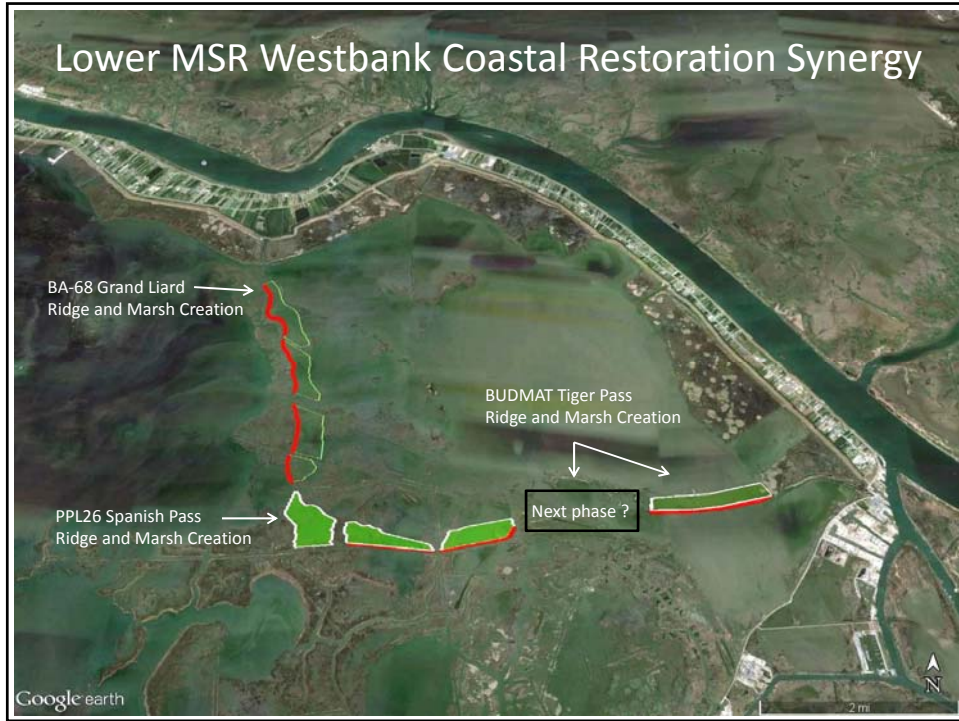 Lower MSR Westbank Coastal Restoration Synergy
BA-68 Grand Liard
Ridge and Marsh Creation
BUDMAT Tiger Pass
Ridge and Marsh Creation
PPL26 Spanish Pass
Ridge and Marsh Creation
Next phase ?
Google earth
N
2 mi